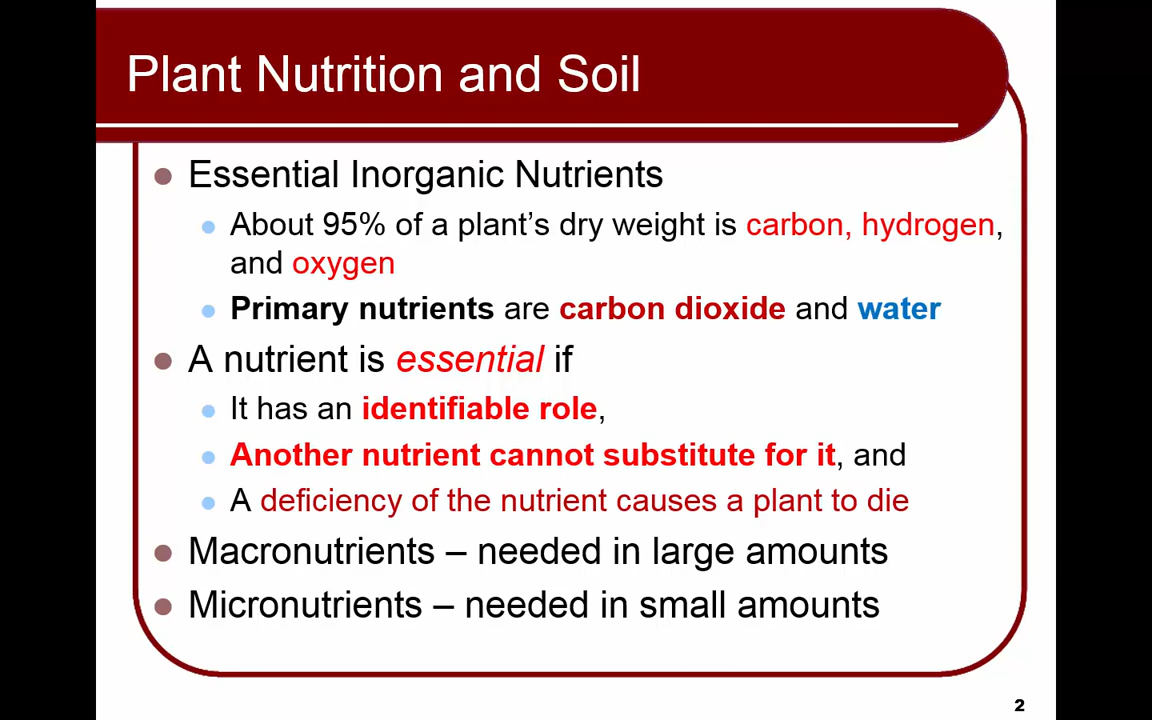 Plant Nutrition and Soil
Essential Inorganic Nutrients
About 95% of a plant’s dry weight is carbon, hydrogen,
and oxygen
Primary nutrients are carbon dioxide and water
A nutrient is essential if
It has an identifiable role,
Another nutrient cannot substitute for it, and
A deficiency of the nutrient causes a plant to die
Macronutrients – needed in large amounts
Micronutrients – needed in small amounts
2